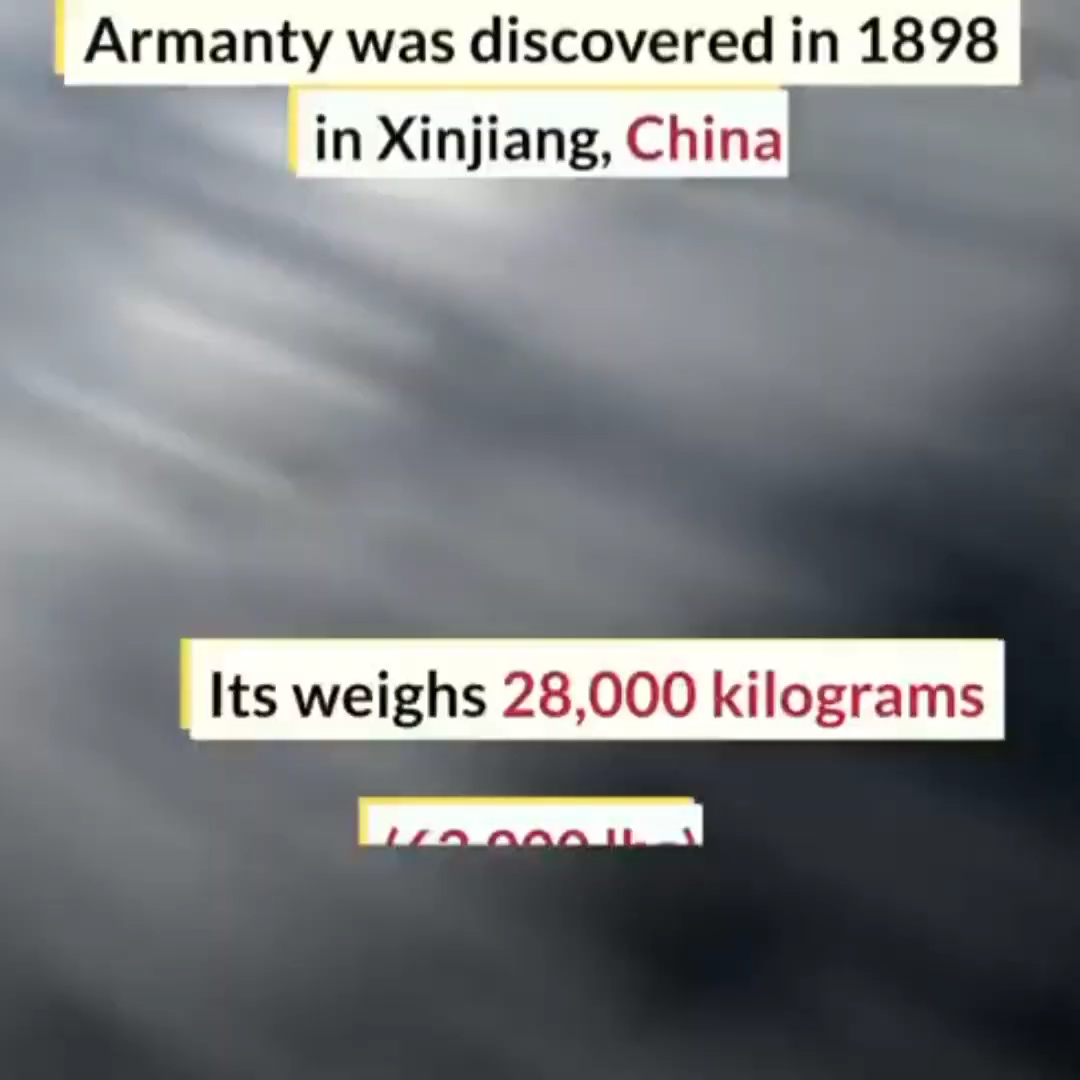 Armanty was discovered in 1898
in Xinjiang, China
Its weighs 28,000 kilograms